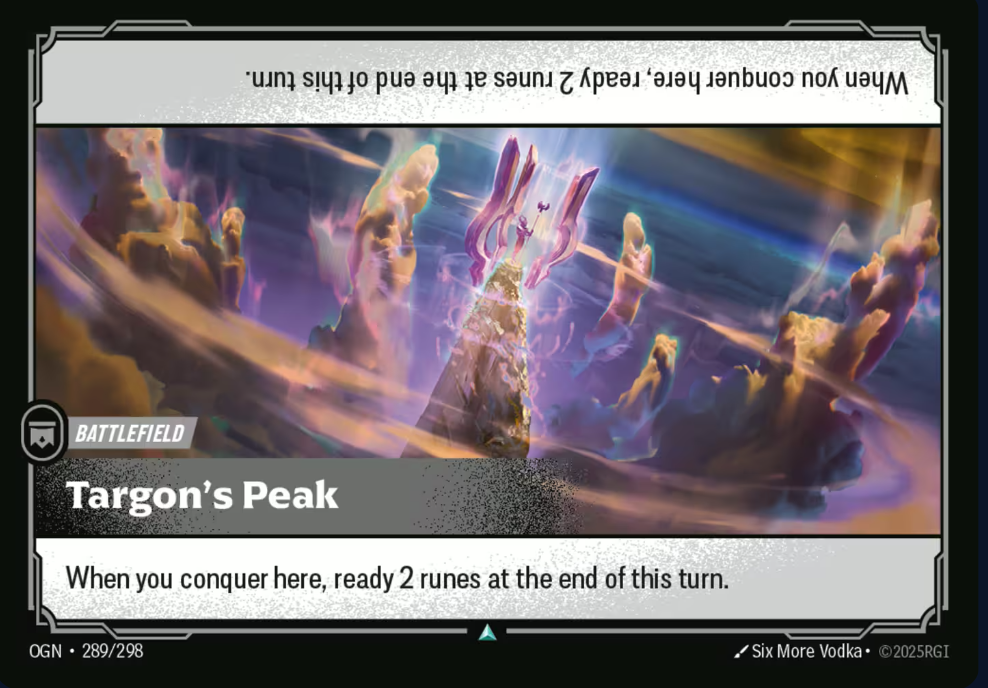 When you conquer here, ready 2 runes at the end of this turn.
BATTLEFIELD
Targon's Peak
When you conquer here, ready 2 runes at the end of this turn.
OGN • 289/298
Six More Vodka • ©2025RGI